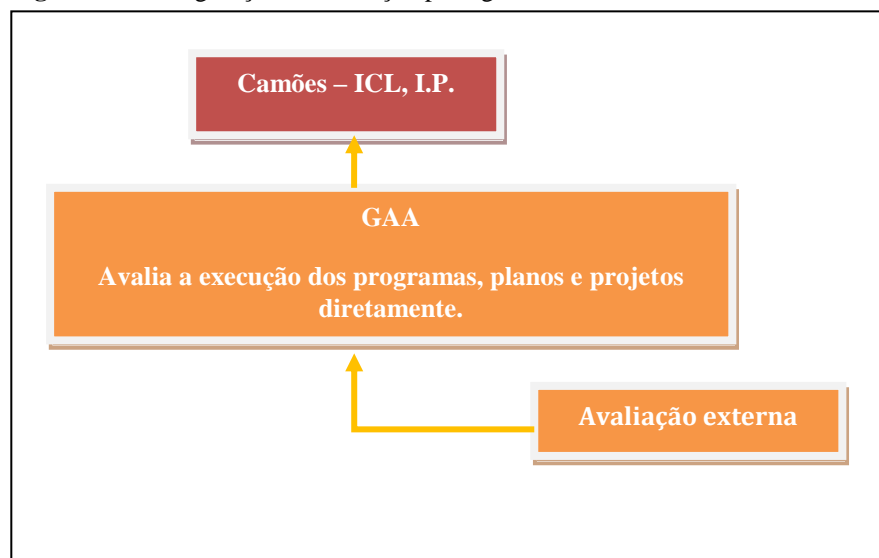 Camões – ICL, I.P.
GAA
Avalia a execução dos programas, planos e projetos
diretamente.
Avaliação externa